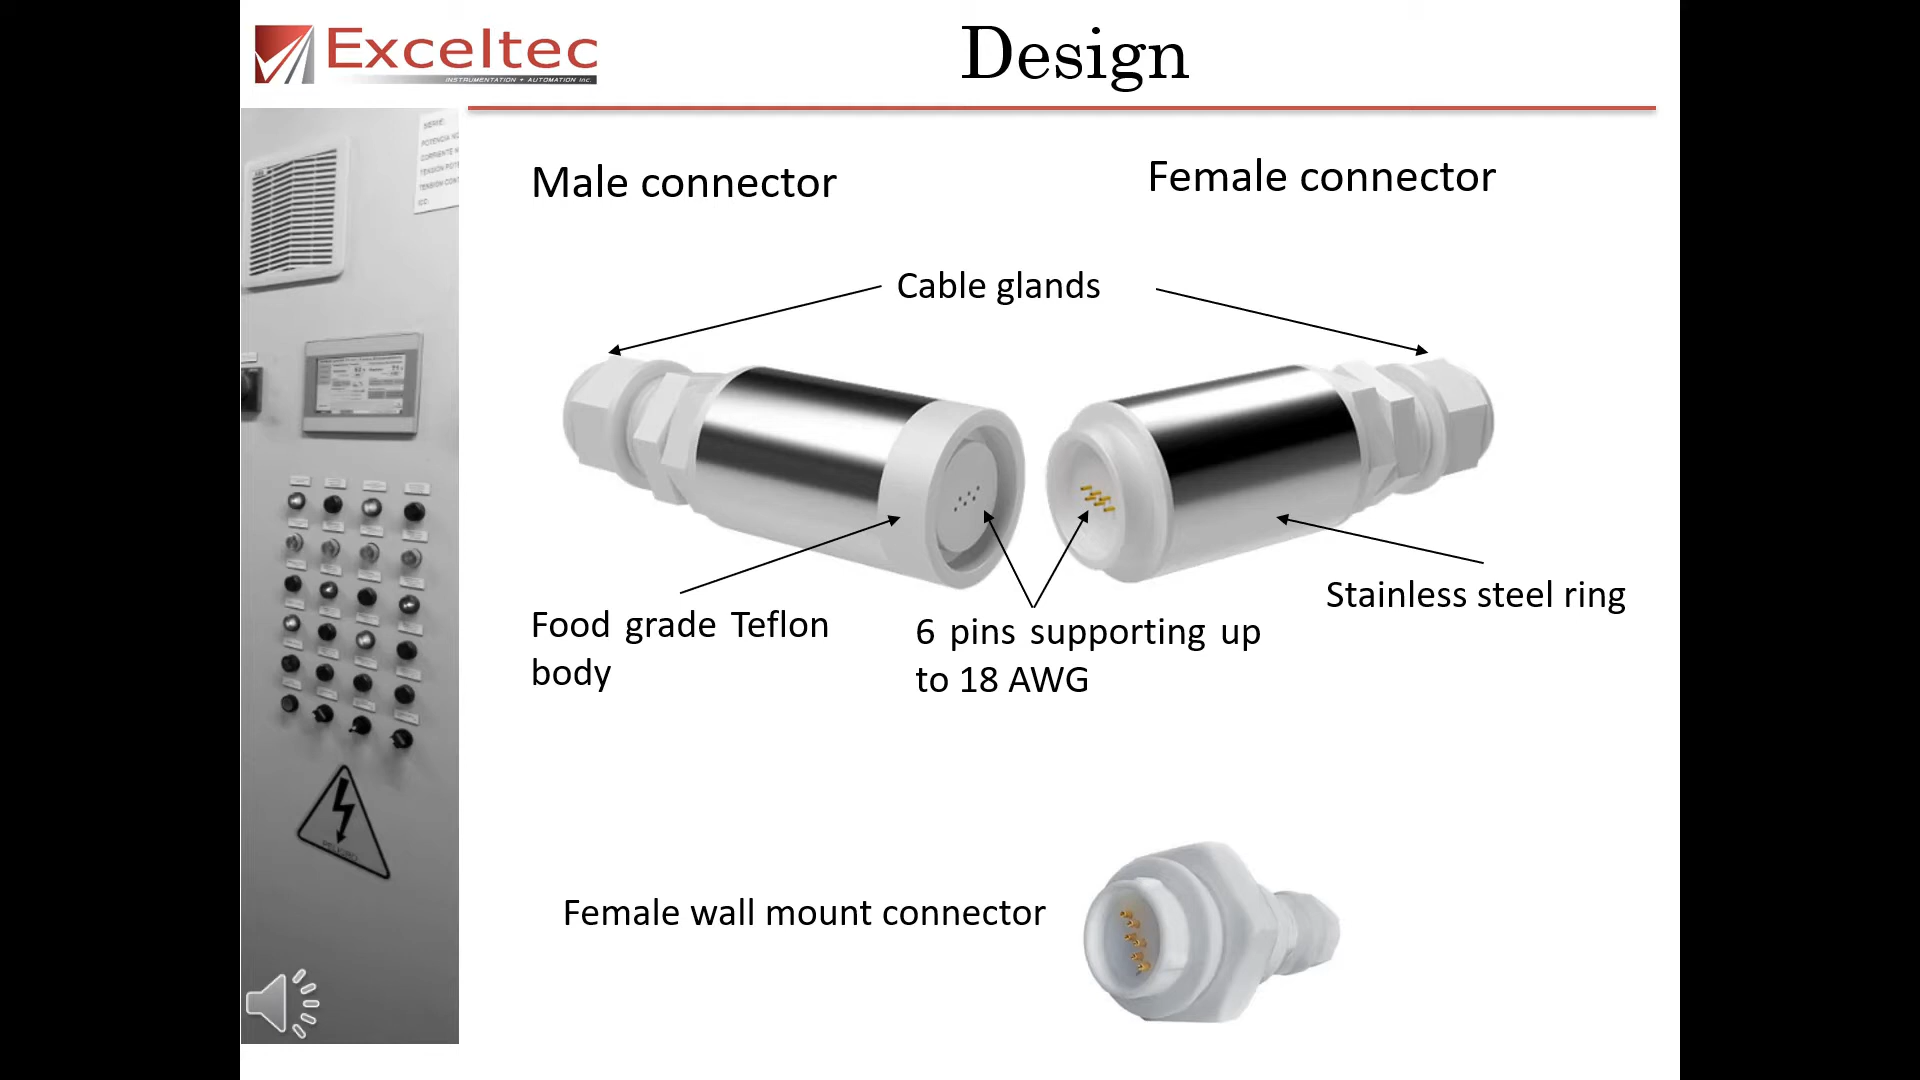 Exceltec
INSTRUMENTATION + AUTOMATION inc.
Design
Male connector
Female connector
Cable glands
Food grade Teflon
body
6 pins supporting up
to 18 AWG
Stainless steel ring
Female wall mount connector
PELIGRO